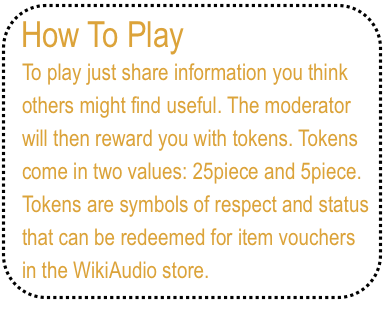 How To Play
To play just share information you think
others might find useful. The moderator
will then reward you with tokens. Tokens
come in two values: 25piece and 5piece.
Tokens are symbols of respect and status
that can be redeemed for item vouchers
in the WikiAudio store.